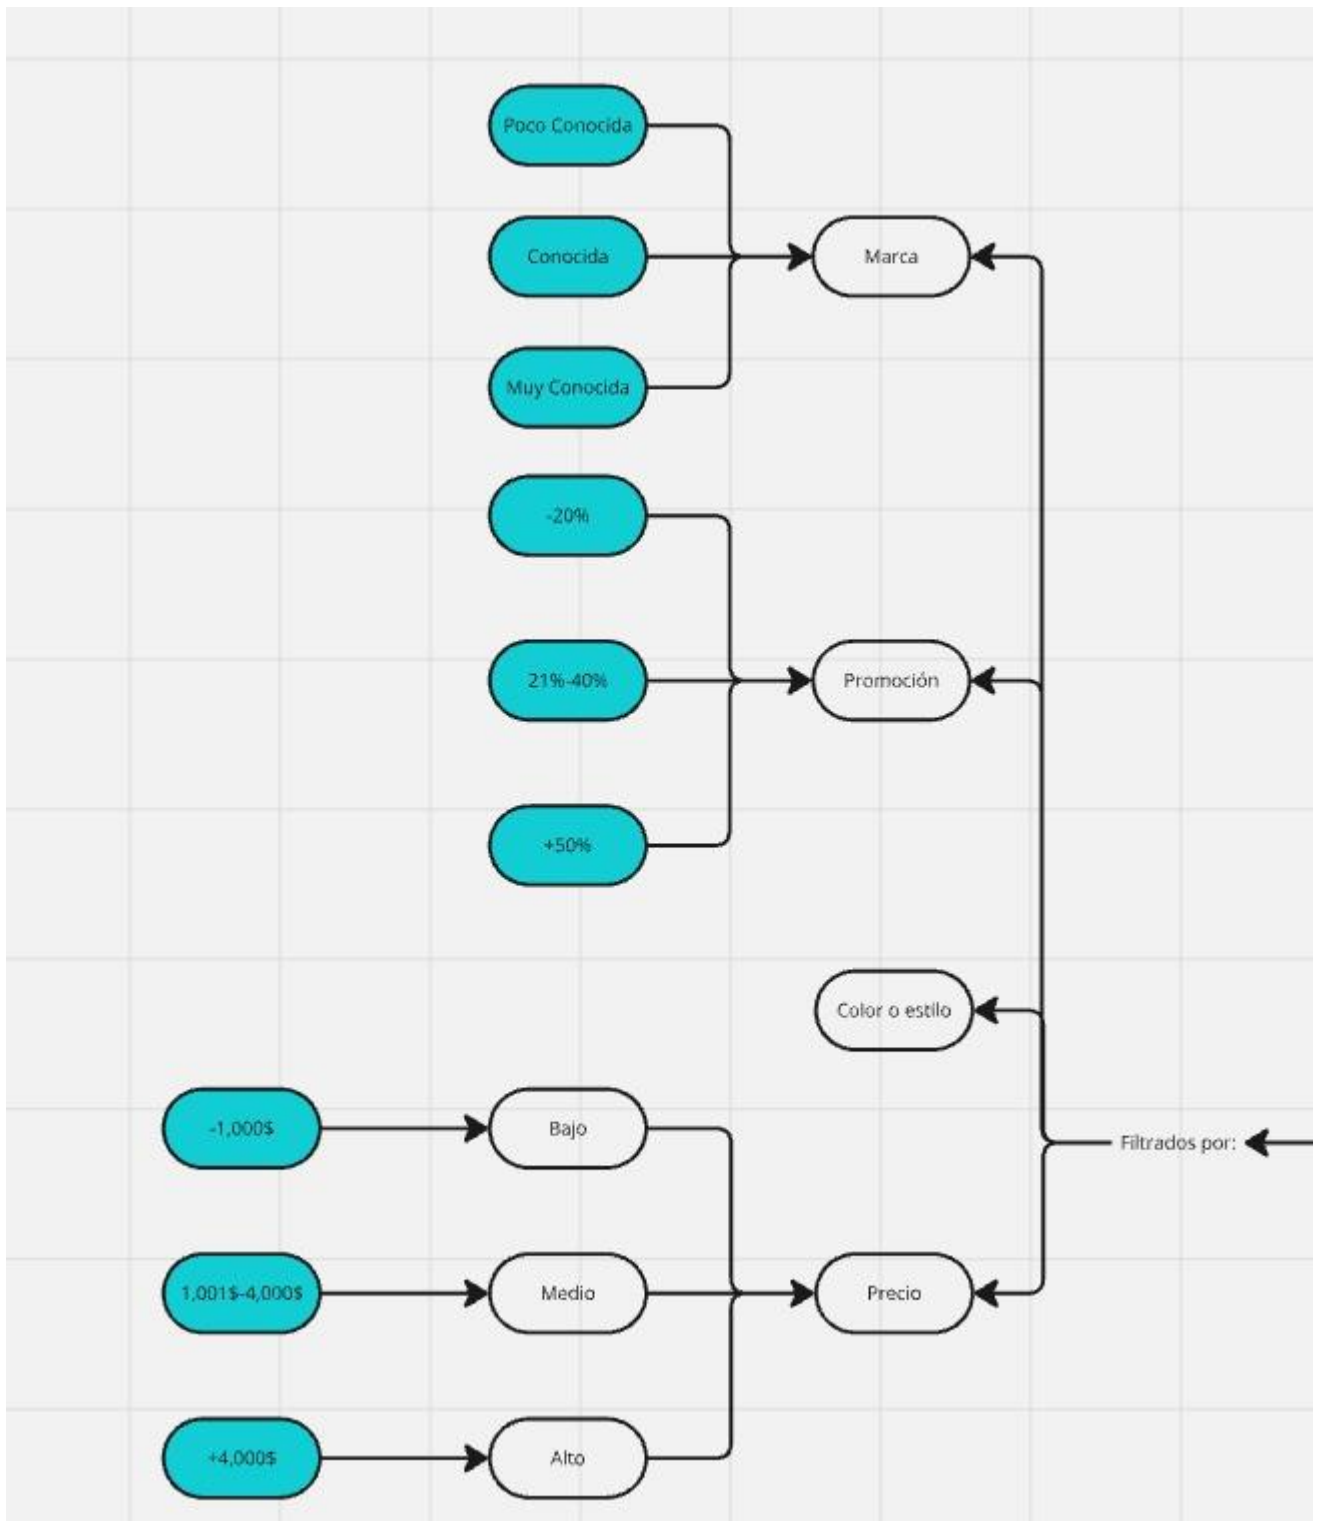 Poco Conocida
Conocida
Marca
Muy Conocida
-20%
21%-40%
Promoción
+50%
Color o estilo
-1,000$
Bajo
Filtrados por:
1,001$-4,000$
Medio
Precio
+4,000$
Alto